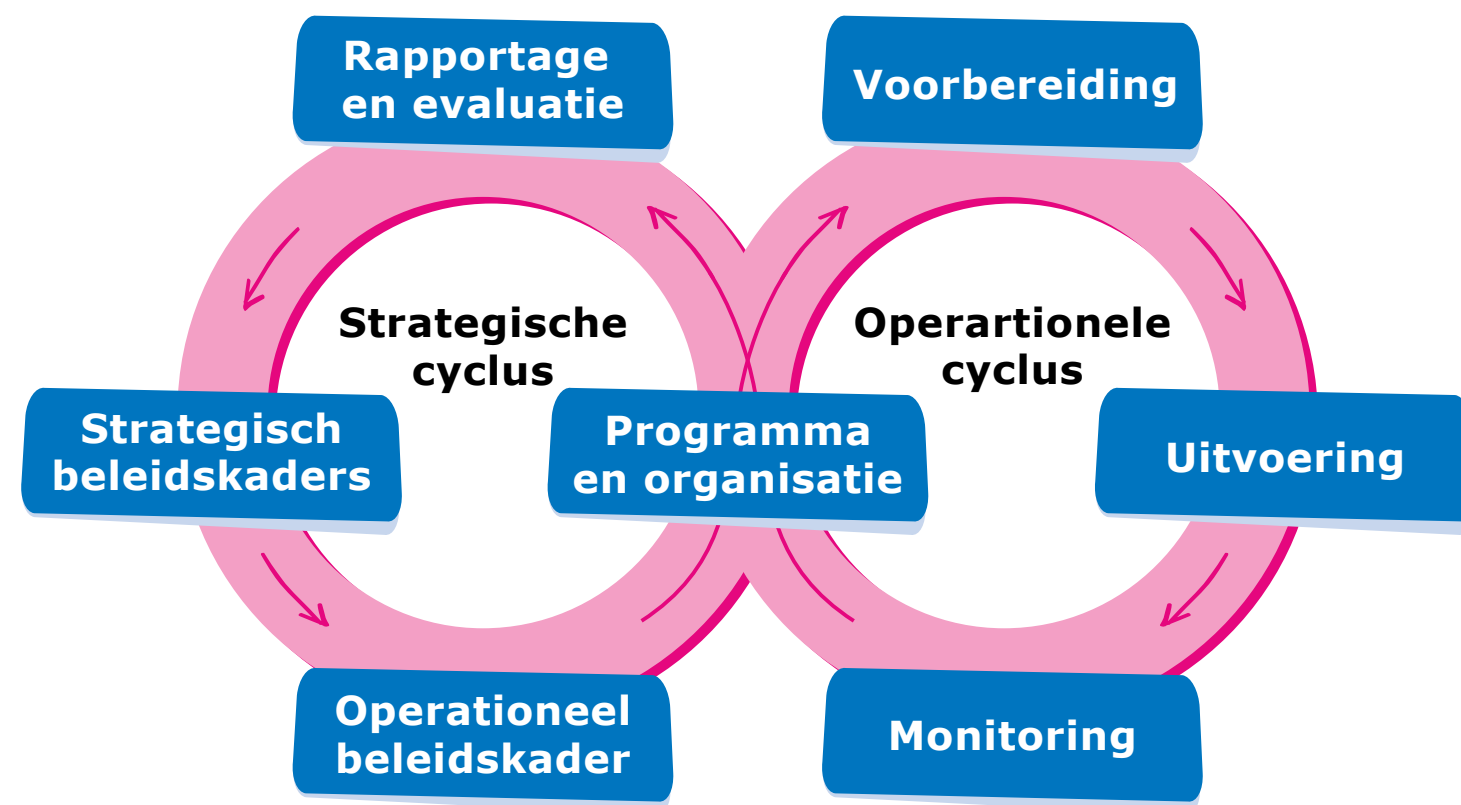 Rapportage
en evaluatie
Voorbereiding
Strategische
cyclus
Operartionele
cyclus
Strategisch
beleidskaders
Programma
en organisatie
Uitvoering
Operationeel
beleidskader
Monitoring